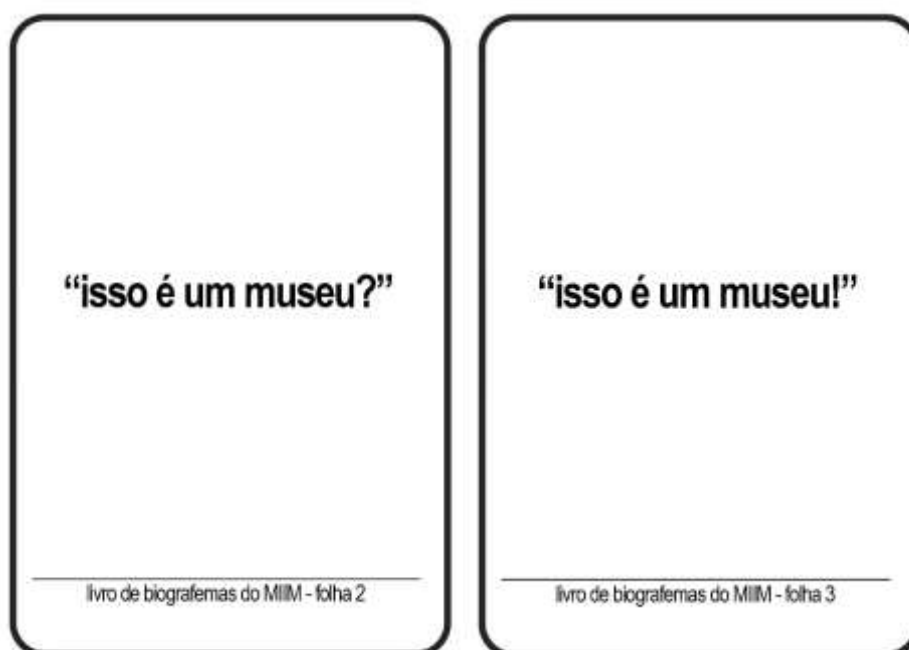 “isso é um museu?”
livro de biografemas do MIIM - folha 2
“isso é um museu!”
livro de biografemas do MIIM - folha 3